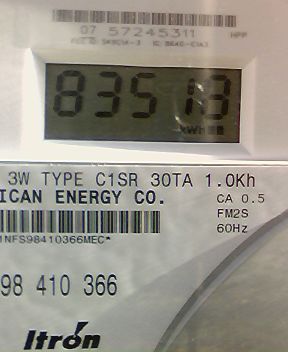 07 57245311
83513
kWh
3W TYPE C1SR 30TA 1.0Kh
ICAN ENERGY CO.
CA 0.5
FM2S
60Hz
1NFS98410366MEC*
98 410 366
Itron